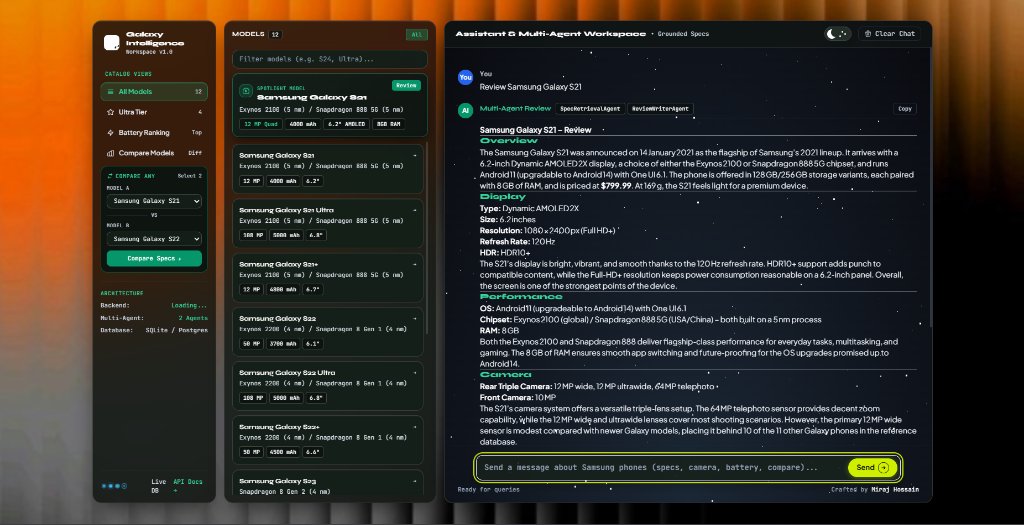 Galaxy
Intelligence
Workspace v1.0
CATALOG VIEWS
All Models 12
Ultra Tier 4
Battery Ranking Top
Compare Models Diff
COMPARE ANY Select 2
MODEL A
Samsung Galaxy S21
VS
MODEL B
Samsung Galaxy S22
Compare Specs
ARCHITECTURE
Backend: Loading...
Multi-Agent: 2 Agents
Database: SQLite / Postgres
Live DB
API Docs →
MODELS 12 All
Filter models (e.g. S24, Ultra)...
SPOTLIGHT MODEL Review
Samsung Galaxy S21
Exynos 2100 (5 nm) / Snapdragon 888 5G (5 nm)
12 MP Quad 4000 mAh 6.2" AMOLED 8GB RAM
Samsung Galaxy S21 →
Exynos 2100 (5 nm) / Snapdragon 888 5G (5 nm)
12 MP 4000 mAh 6.2"
Samsung Galaxy S21 Ultra →
Exynos 2100 (5 nm) / Snapdragon 888 5G (5 nm)
108 MP 5000 mAh 6.8"
Samsung Galaxy S21+ →
Exynos 2100 (5 nm) / Snapdragon 888 5G (5 nm)
12 MP 4800 mAh 6.7"
Samsung Galaxy S22 →
Exynos 2200 (4 nm) / Snapdragon 8 Gen 1 (4 nm)
50 MP 3700 mAh 6.1"
Samsung Galaxy S22 Ultra →
Exynos 2200 (4 nm) / Snapdragon 8 Gen 1 (4 nm)
108 MP 5000 mAh 6.8"
Samsung Galaxy S22+ →
Exynos 2200 (4 nm) / Snapdragon 8 Gen 1 (4 nm)
50 MP 4500 mAh 6.6"
Samsung Galaxy S23 →
Snapdragon 8 Gen 2 (4 nm)
Assistant & Multi-Agent Workspace • Grounded Specs Clear Chat
You You
Review Samsung Galaxy S21
AI Multi-Agent Review SpecRetrievalAgent ReviewWriterAgent Copy
Samsung Galaxy S21 – Review
Overview
The Samsung Galaxy S21 was announced on 14 January 2021 as the flagship of Samsung's 2021 lineup. It arrives with a
6.2-inch Dynamic AMOLED 2X display, a choice of either the Exynos 2100 or Snapdragon 888 5G chipset, and runs
Android 11 (upgradeable to Android 14) with One UI 6.1. The phone is offered in 128 GB/256 GB storage variants, each paired
with 8 GB of RAM, and is priced at $799.99. At 169 g, the S21 feels light for a premium device.
Display
Type: Dynamic AMOLED 2X
Size: 6.2 inches
Resolution: 1080 × 2400 px (Full HD+)
Refresh Rate: 120 Hz
HDR: HDR10+
The S21's display is bright, vibrant, and smooth thanks to the 120 Hz refresh rate. HDR10+ support adds punch to
compatible content, while the Full-HD+ resolution keeps power consumption reasonable on a 6.2-inch panel. Overall,
the screen is one of the strongest points of the device.
Performance
OS: Android 11 (upgradeable to Android 14) with One UI 6.1
Chipset: Exynos 2100 (global) / Snapdragon 888 5G (USA/China) – both built on a 5 nm process
RAM: 8 GB
Both the Exynos 2100 and Snapdragon 888 deliver flagship-class performance for everyday tasks, multitasking, and
gaming. The 8 GB of RAM ensures smooth app switching and future-proofing for the OS upgrades promised up to
Android 14.
Camera
Rear Triple Camera: 12 MP wide, 12 MP ultrawide, 64 MP telephoto
Front Camera: 10 MP
The S21's camera system offers a versatile triple-lens setup. The 64 MP telephoto sensor provides decent zoom
capability, while the 12 MP wide and ultrawide lenses cover most shooting scenarios. However, the primary 12 MP wide
sensor is modest compared with newer Galaxy models, placing it behind 10 of the 11 other Galaxy phones in the reference
database.
Send a message about Samsung phones (specs, camera, battery, compare)... Send
Ready for queries Crafted by Miraj Hossain